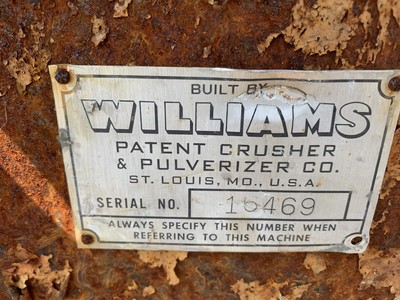 BUILT BY
WILLIAMS
PATENT CRUSHER
& PULVERIZER CO.
ST. LOUIS, MO., U.S.A.
SERIAL NO. 16469
ALWAYS SPECIFY THIS NUMBER WHEN
REFERRING TO THIS MACHINE